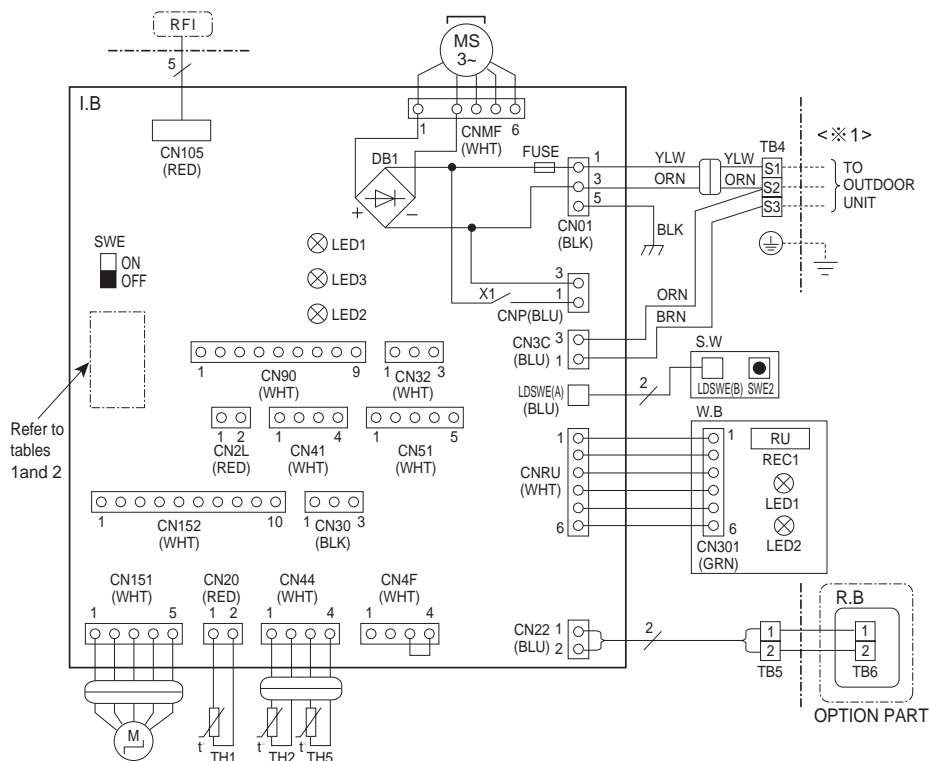 RFI
5
I.B
CN105
(RED)
MS
3~
1
6
CNMF
(WHT)
DB1
+
−
FUSE
1
3
5
CN01
(BLK)
YLW
ORN
BLK
YLW
ORN
TB4
S1
S2
S3
<※1>
TO
OUTDOOR
UNIT
SWE
ON
OFF
LED1
LED3
LED2
X1
3
1
CNP(BLU)
ORN
BRN
CN3C
(BLU)
3
1
S.W
LDSWE(B)
SWE2
LDSWE(A)
(BLU)
2
Refer to
tables
1and 2
1
9
CN90
(WHT)
1
3
CN32
(WHT)
1 2
CN2L
(RED)
1
4
CN41
(WHT)
1
5
CN51
(WHT)
1
6
CNRU
(WHT)
W.B
1
6
CN301
(GRN)
RU
REC1
LED1
LED2
1
10
CN152
(WHT)
1
3
CN30
(BLK)
CN151
(WHT)
1
5
CN20
(RED)
1 2
CN44
(WHT)
1
4
CN4F
(WHT)
1
4
CN22
(BLU)
1
2
2
1
2
TB5
R.B
1
2
TB6
OPTION PART
M
t°
TH1
t°
TH2
t°
TH5